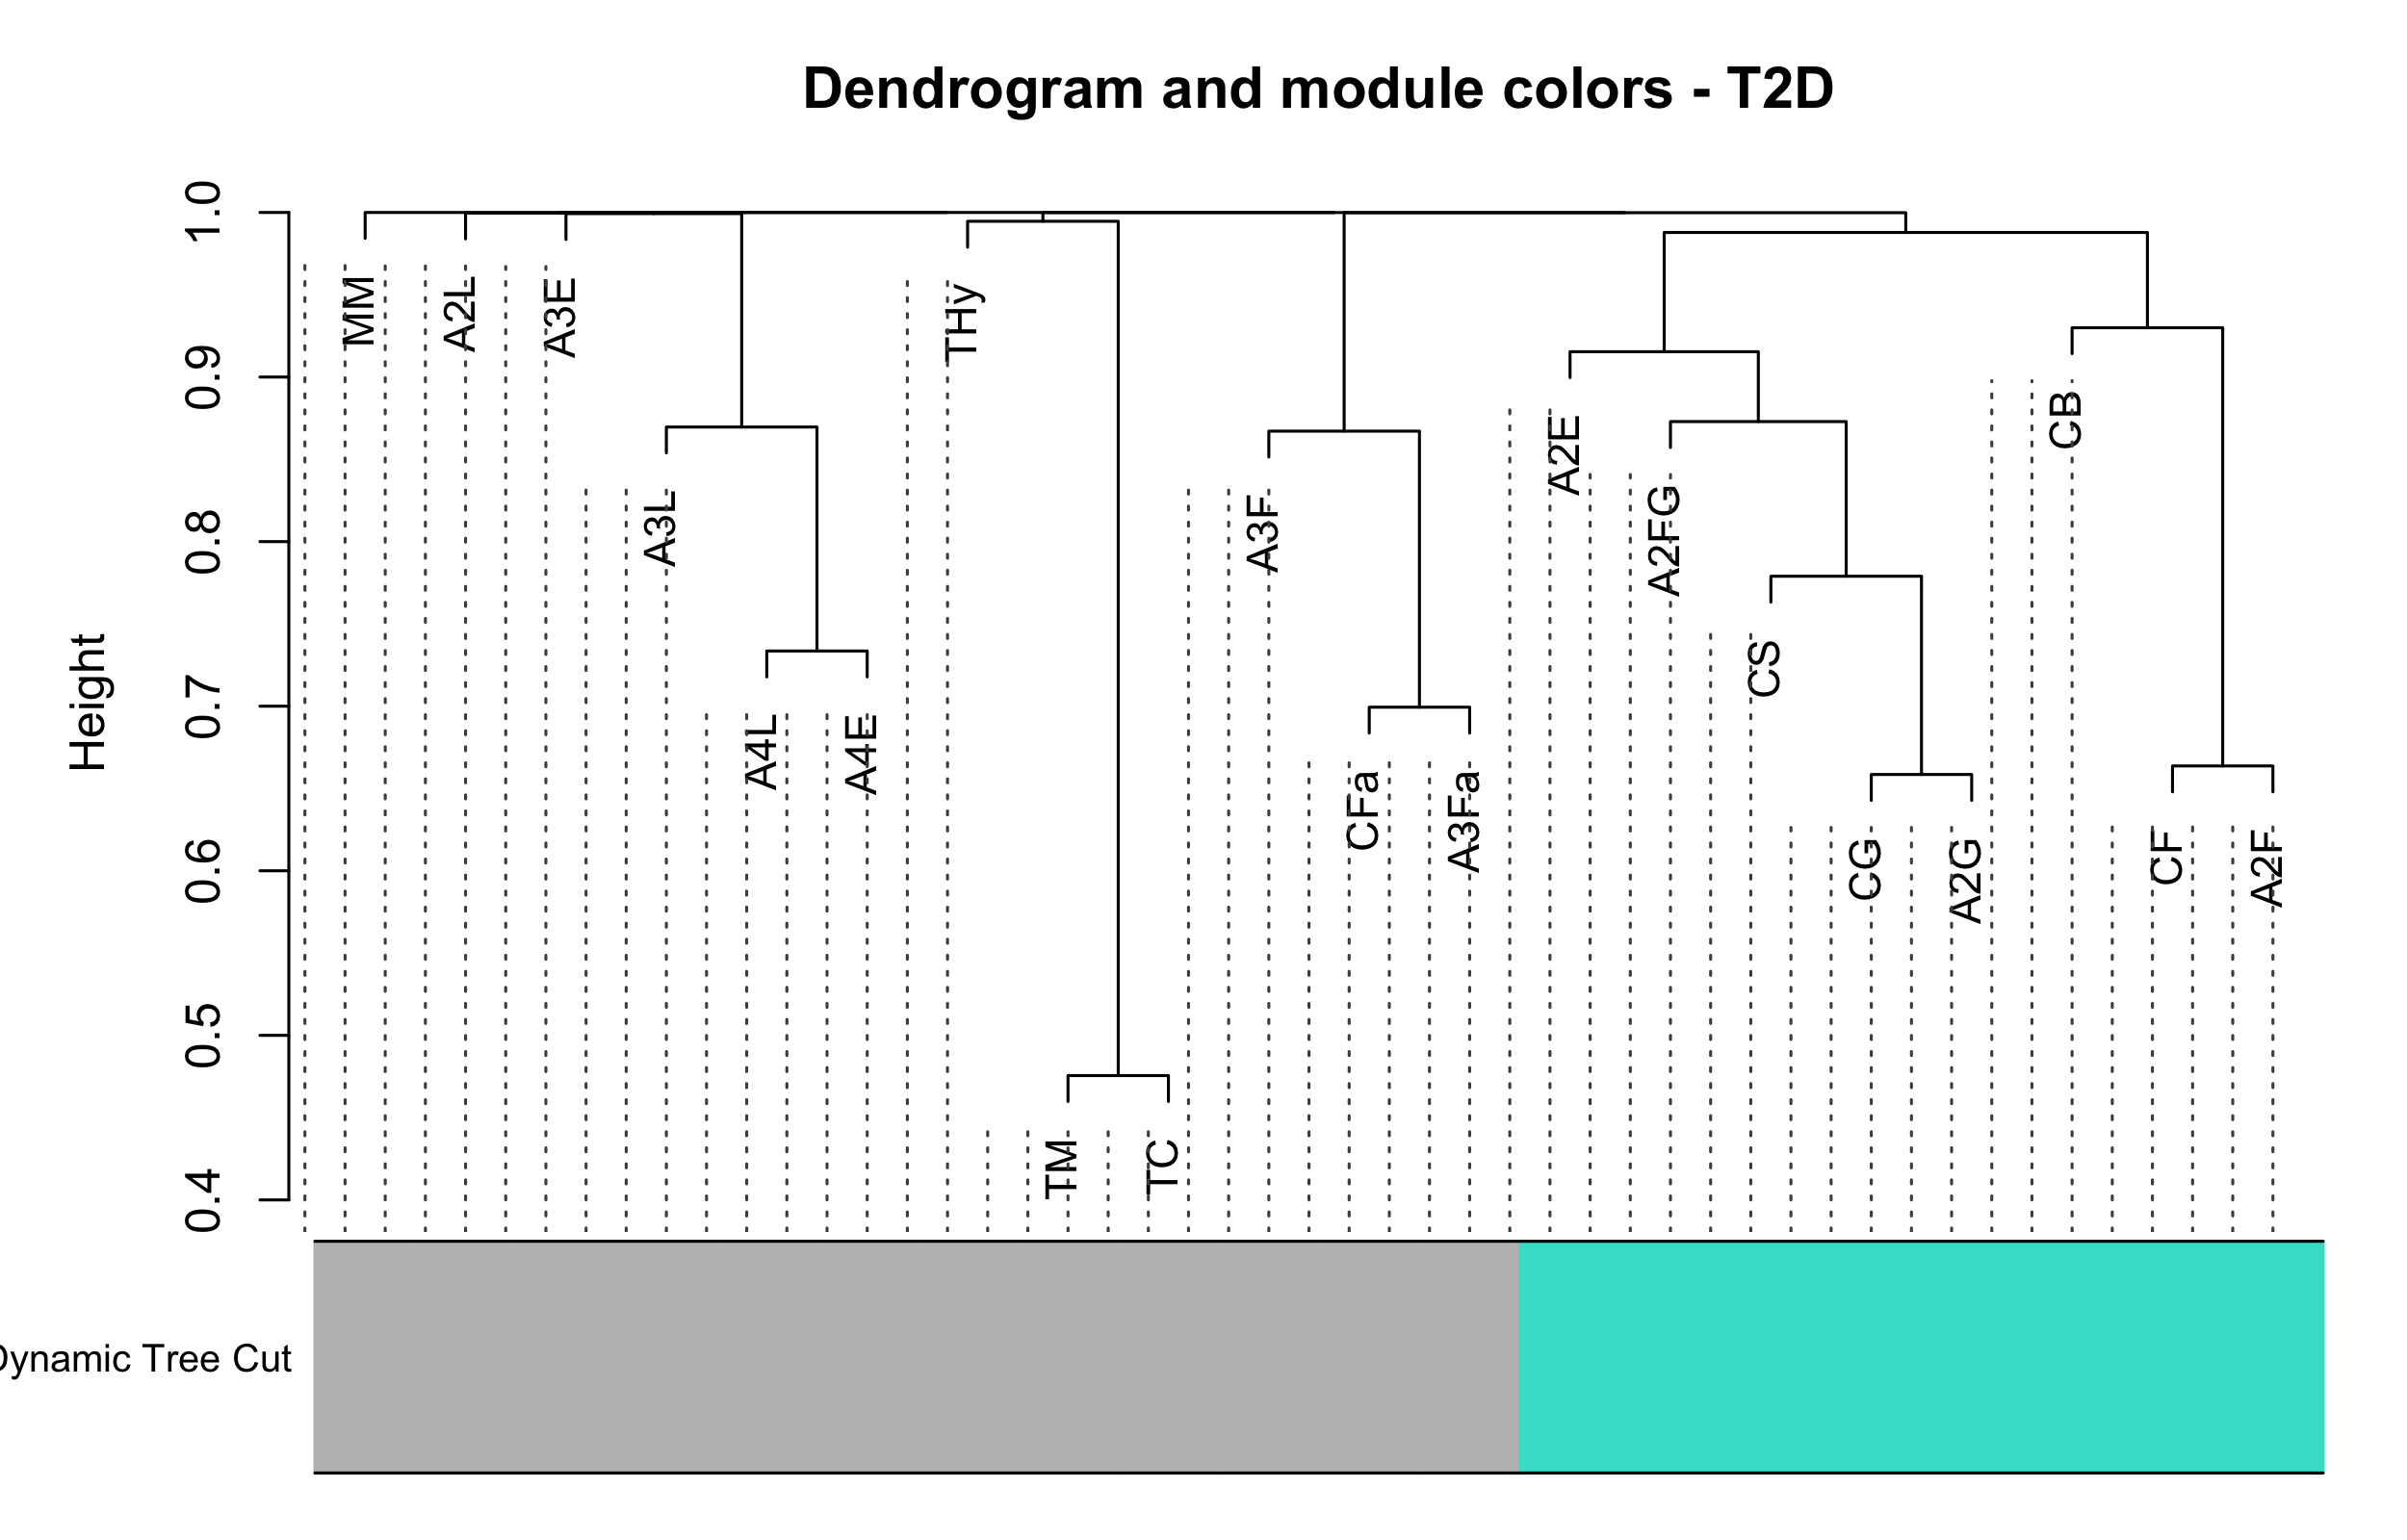 Dendrogram and module colors - T2D
Height
1.0
0.9
0.8
0.7
0.6
0.5
0.4
MM
A2L
A3E
A3L
A4L
A4E
THy
TM
TC
A3F
CFa
A3Fa
A2E
A2FG
CS
CG
A2G
CB
CF
A2F
Dynamic Tree Cut